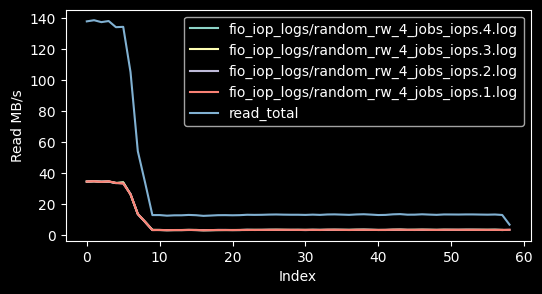 140
120
100
80
60
40
20
0
Read MB/s
fio_iop_logs/random_rw_4_jobs_iops.4.log
fio_iop_logs/random_rw_4_jobs_iops.3.log
fio_iop_logs/random_rw_4_jobs_iops.2.log
fio_iop_logs/random_rw_4_jobs_iops.1.log
read_total
0 10 20 30 40 50 60
Index